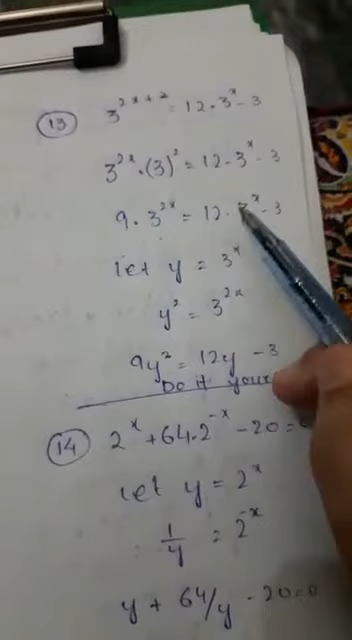 (13) 3^(2x+2) = 12·3^x - 3
3^2x · (3)^2 = 12·3^x - 3
9 · 3^2x = 12·3^x - 3
let y = 3^x
y^2 = 3^2x
9y^2 = 12y - 3
Do it your
(14) 2^x + 64·2^-x - 20 =
let y = 2^x
1/y = 2^-x
y + 64/y - 20 = 0